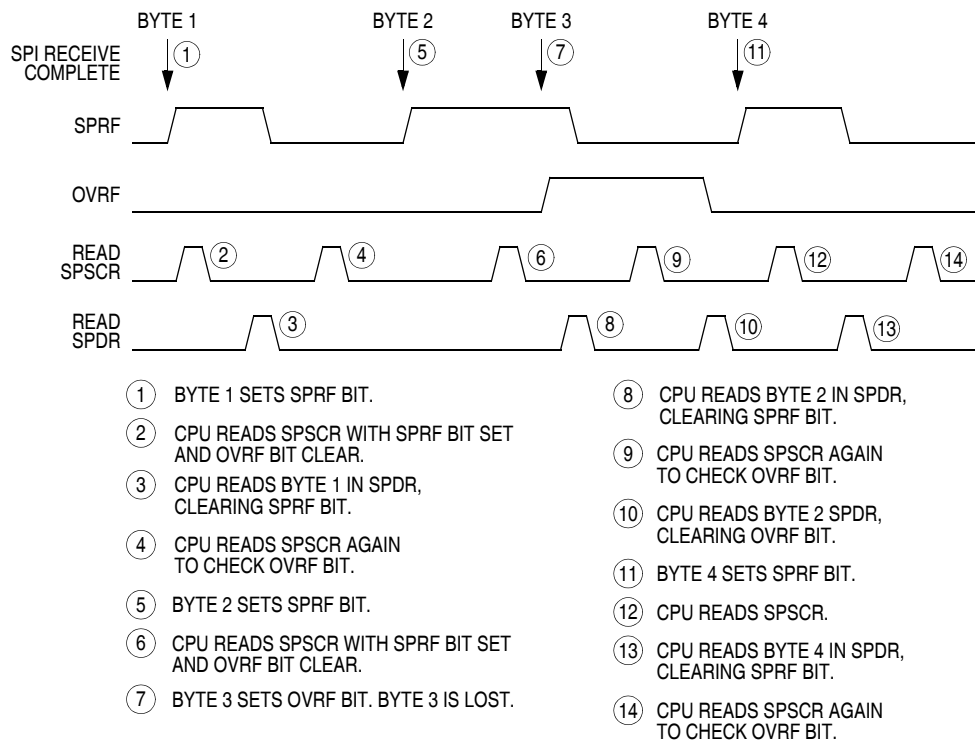 BYTE 1 BYTE 2 BYTE 3 BYTE 4
SPI RECEIVE
COMPLETE
1 5 7 11
SPRF
OVRF
READ
SPSCR
2 4 6 9 12 14
READ
SPDR
3 8 10 13
1 BYTE 1 SETS SPRF BIT.
2 CPU READS SPSCR WITH SPRF BIT SET
AND OVRF BIT CLEAR.
3 CPU READS BYTE 1 IN SPDR,
CLEARING SPRF BIT.
4 CPU READS SPSCR AGAIN
TO CHECK OVRF BIT.
5 BYTE 2 SETS SPRF BIT.
6 CPU READS SPSCR WITH SPRF BIT SET
AND OVRF BIT CLEAR.
7 BYTE 3 SETS OVRF BIT. BYTE 3 IS LOST.
8 CPU READS BYTE 2 IN SPDR,
CLEARING SPRF BIT.
9 CPU READS SPSCR AGAIN
TO CHECK OVRF BIT.
10 CPU READS BYTE 2 SPDR,
CLEARING OVRF BIT.
11 BYTE 4 SETS SPRF BIT.
12 CPU READS SPSCR.
13 CPU READS BYTE 4 IN SPDR,
CLEARING SPRF BIT.
14 CPU READS SPSCR AGAIN
TO CHECK OVRF BIT.